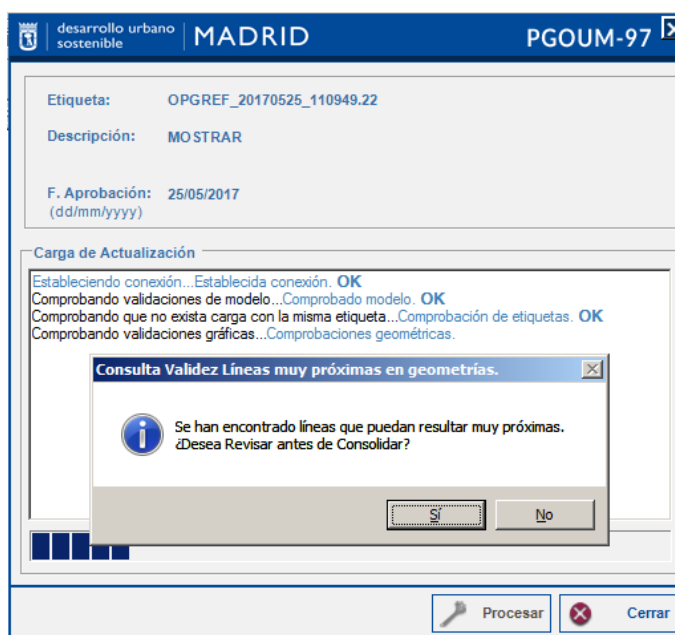 desarrollo urbano
sostenible
MADRID
PGOUM-97
Etiqueta: OPGREF_20170525_110949.22
Descripción: MOSTRAR
F. Aprobación: 25/05/2017
(dd/mm/yyyy)
Carga de Actualización
Estableciendo conexión...Establecida conexión. OK
Comprobando validaciones de modelo...Comprobado modelo. OK
Comprobando que no exista carga con la misma etiqueta...Comprobación de etiquetas. OK
Comprobando validaciones gráficas...Comprobaciones geométricas.
Consulta Validez Líneas muy próximas en geometrías.
Se han encontrado líneas que puedan resultar muy próximas.
¿Desea Revisar antes de Consolidar?
Sí
No
Procesar
Cerrar